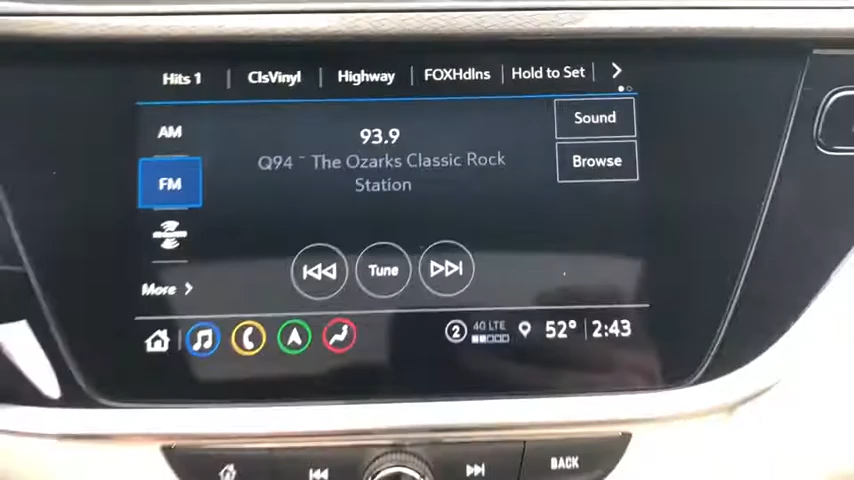 Hits 1 ClsVinyl Highway FOXHdlns Hold to Set
AM
93.9
Sound
Q94 - The Ozarks Classic Rock
Station
Browse
FM
Tune
More
2 4G LTE 52° 2:43
BACK